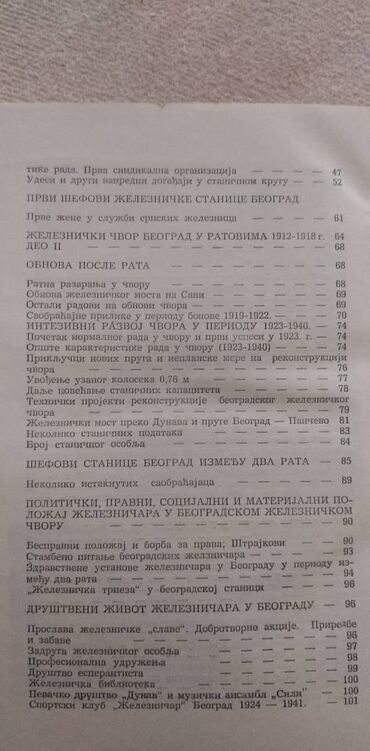 тике рада. Прва синдикална организација — — — — 47
Удеси и други ванредни догађаји у станичном кругу — — 52
ПРВИ ШЕФОВИ ЖЕЛЕЗНИЧКЕ СТАНИЦЕ БЕОГРАД
Прве жене у служби српских железница — — — — 61
ЖЕЛЕЗНИЧКИ ЧВОР БЕОГРАД У РАТОВИМА 1912-1918 г. 64
ДЕО II — — — — — — — — — — 68
ОБНОВА ПОСЛЕ РАТА — — — — — — — 68
Ратна разарања у чвору — — — — — — 68
Обнова железничког моста на Сави — — — — 69
Остали радови на обнови чвора — — — — — 69
Свобраћајне прилике у периоду бонове 1919-1922. — — 70
ИНТЕЗИВНИ РАЗВОЈ ЧВОРА У ПЕРИОДУ 1923-1940. — 74
Почетак нормалног рада у чвору и први успеси у 1923. г. — 74
Опште карактеристике рада у чвору (1923-1940) — — — 74
Прикључци нових пруга и непланске мере на реконструкцији
чвора — — — — — — — — — — 76
Увођење узаног колосека 0,76 м — — — — — 77
Даље повећање станичних капацитета — — — — 78
Технички пројекти реконструкције београдског железничког
чвора — — — — — — — — — — 79
Железнички мост преко Дунава и пруге Београд — Панчево 81
Неколико станичних података — — — — — 83
Број станичног особља — — — — — — — 84
ШЕФОВИ СТАНИЦЕ БЕОГРАД ИЗМЕЂУ ДВА РАТА — — 85
Неколико истакнутих саобраћајаца — — — — 89
ПОЛИТИЧКИ, ПРАВНИ, СОЦИЈАЛНИ И МАТЕРИЈАЛНИ ПО-
ЛОЖАЈ ЖЕЛЕЗНИЧАРА У БЕОГРАДСКОМ ЖЕЛЕЗНИЧКОМ
ЧВОРУ — — — — — — — — — — 90
Бесправни положај и борба за права; Штрајкови — — 90
Стамбено питање београдских железничара — — — — 93
Здравствене установе железничара у Београду у периоду из-
међу два рата — — — — — — — — 94
„Железничка трпеза“ у београдској станици — — — 96
ДРУШТВЕНИ ЖИВОТ ЖЕЛЕЗНИЧАРА У БЕОГРАДУ — — 96
Прослава железничке „славе“. Добротворне акције. Приредбе
и забаве — — — — — — — — — — 96
Задруга железничког особља — — — — — — 97
Професионална удружења — — — — — — 98
Друштво есперантиста — — — — — — — 99
Железничка библиотека — — — — — — — 100
Певачко друштво „Дунав“ и музички ансамбл „Сили“ — 100
Спортски клуб „Железничар“ Београд 1924 — 1941. — — 101